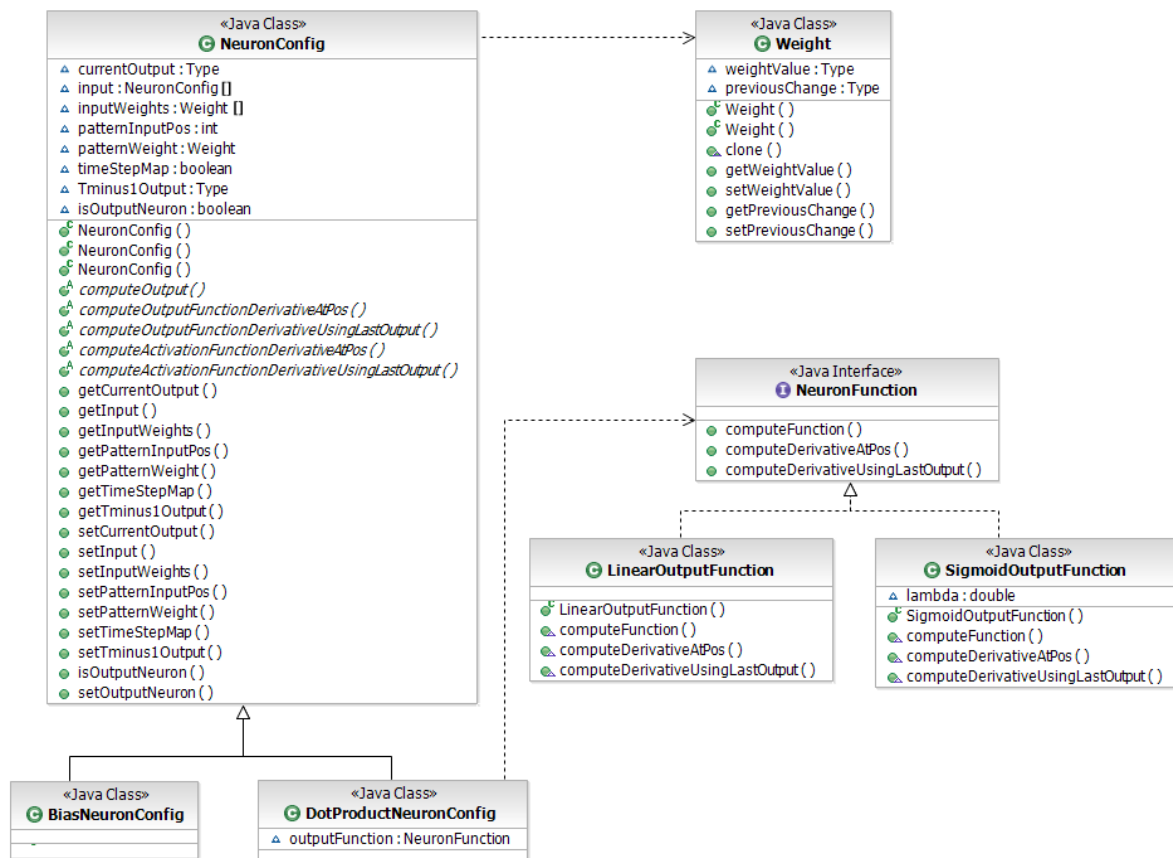 «Java Class»
NeuronConfig
currentOutput : Type
input : NeuronConfig []
inputWeights : Weight []
patternInputPos : int
patternWeight : Weight
timeStepMap : boolean
Tminus1Output : Type
isOutputNeuron : boolean
NeuronConfig ( )
NeuronConfig ( )
NeuronConfig ( )
computeOutput ( )
computeOutputFunctionDerivativeAtPos ( )
computeOutputFunctionDerivativeUsingLastOutput ( )
computeActivationFunctionDerivativeAtPos ( )
computeActivationFunctionDerivativeUsingLastOutput ( )
getCurrentOutput ( )
getInput ( )
getInputWeights ( )
getPatternInputPos ( )
getPatternWeight ( )
getTimeStepMap ( )
getTminus1Output ( )
setCurrentOutput ( )
setInput ( )
setInputWeights ( )
setPatternInputPos ( )
setPatternWeight ( )
setTimeStepMap ( )
setTminus1Output ( )
isOutputNeuron ( )
setOutputNeuron ( )
«Java Class»
Weight
weightValue : Type
previousChange : Type
Weight ( )
Weight ( )
clone ( )
getWeightValue ( )
setWeightValue ( )
getPreviousChange ( )
setPreviousChange ( )
«Java Interface»
NeuronFunction
computeFunction ( )
computeDerivativeAtPos ( )
computeDerivativeUsingLastOutput ( )
«Java Class»
LinearOutputFunction
LinearOutputFunction ( )
computeFunction ( )
computeDerivativeAtPos ( )
computeDerivativeUsingLastOutput ( )
«Java Class»
SigmoidOutputFunction
lambda : double
SigmoidOutputFunction ( )
computeFunction ( )
computeDerivativeAtPos ( )
computeDerivativeUsingLastOutput ( )
«Java Class»
BiasNeuronConfig
«Java Class»
DotProductNeuronConfig
outputFunction : NeuronFunction